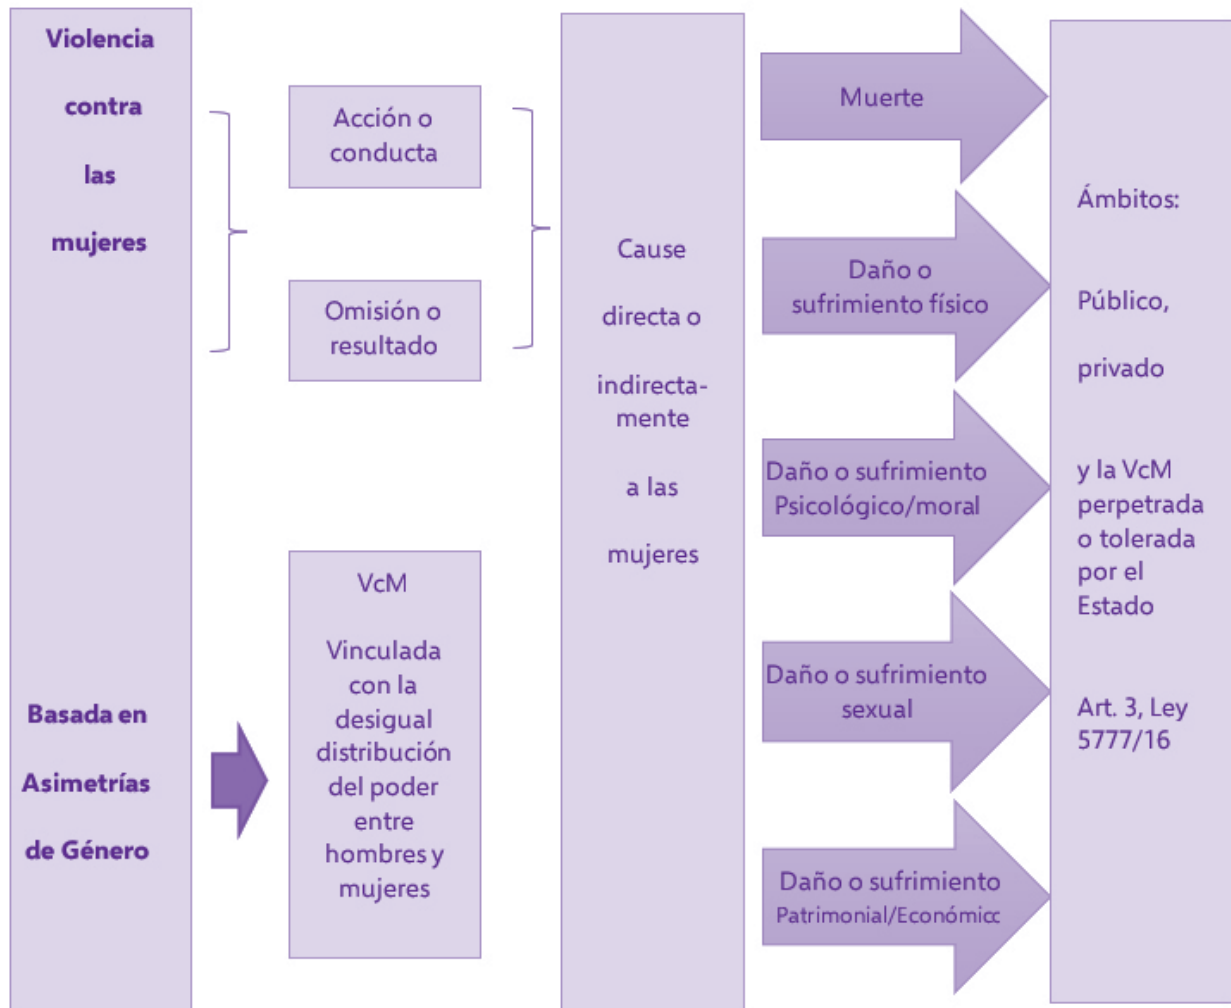 Violencia
contra
las
mujeres
Basada en
Asimetrías
de Género
Acción o
conducta
Omisión o
resultado
VcM
Vinculada
con la
desigual
distribución
del poder
entre
hombres y
mujeres
Cause
directa o
indirecta-
mente
a las
mujeres
Muerte
Daño o
sufrimiento físico
Daño o sufrimiento
Psicológico/moral
Daño o sufrimiento
sexual
Daño o sufrimiento
Patrimonial/Económico
Ámbitos:
Público,
privado
y la VcM
perpetrada
o tolerada
por el
Estado
Art. 3, Ley
5777/16